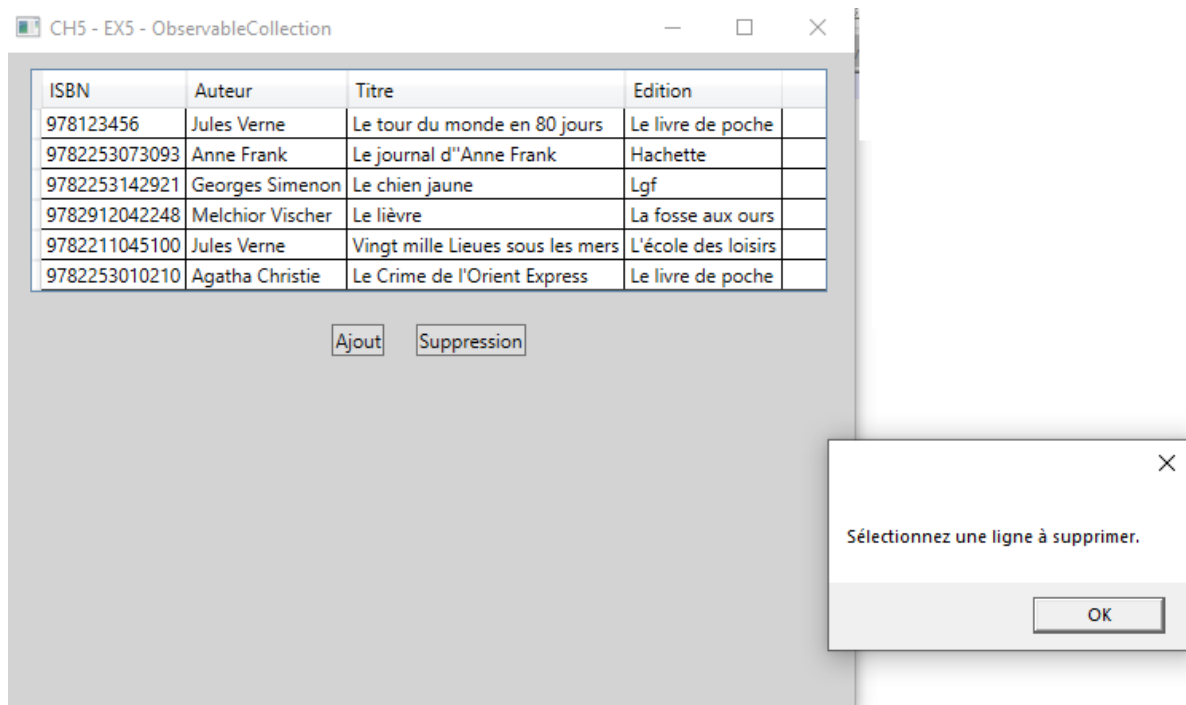 CH5 - EX5 - ObservableCollection
ISBN Auteur Titre Edition
978123456 Jules Verne Le tour du monde en 80 jours Le livre de poche
9782253073093 Anne Frank Le journal d''Anne Frank Hachette
9782253142921 Georges Simenon Le chien jaune Lgf
9782912042248 Melchior Vischer Le lièvre La fosse aux ours
9782211045100 Jules Verne Vingt mille Lieues sous les mers L'école des loisirs
9782253010210 Agatha Christie Le Crime de l'Orient Express Le livre de poche
Ajout Suppression
Sélectionnez une ligne à supprimer.
OK